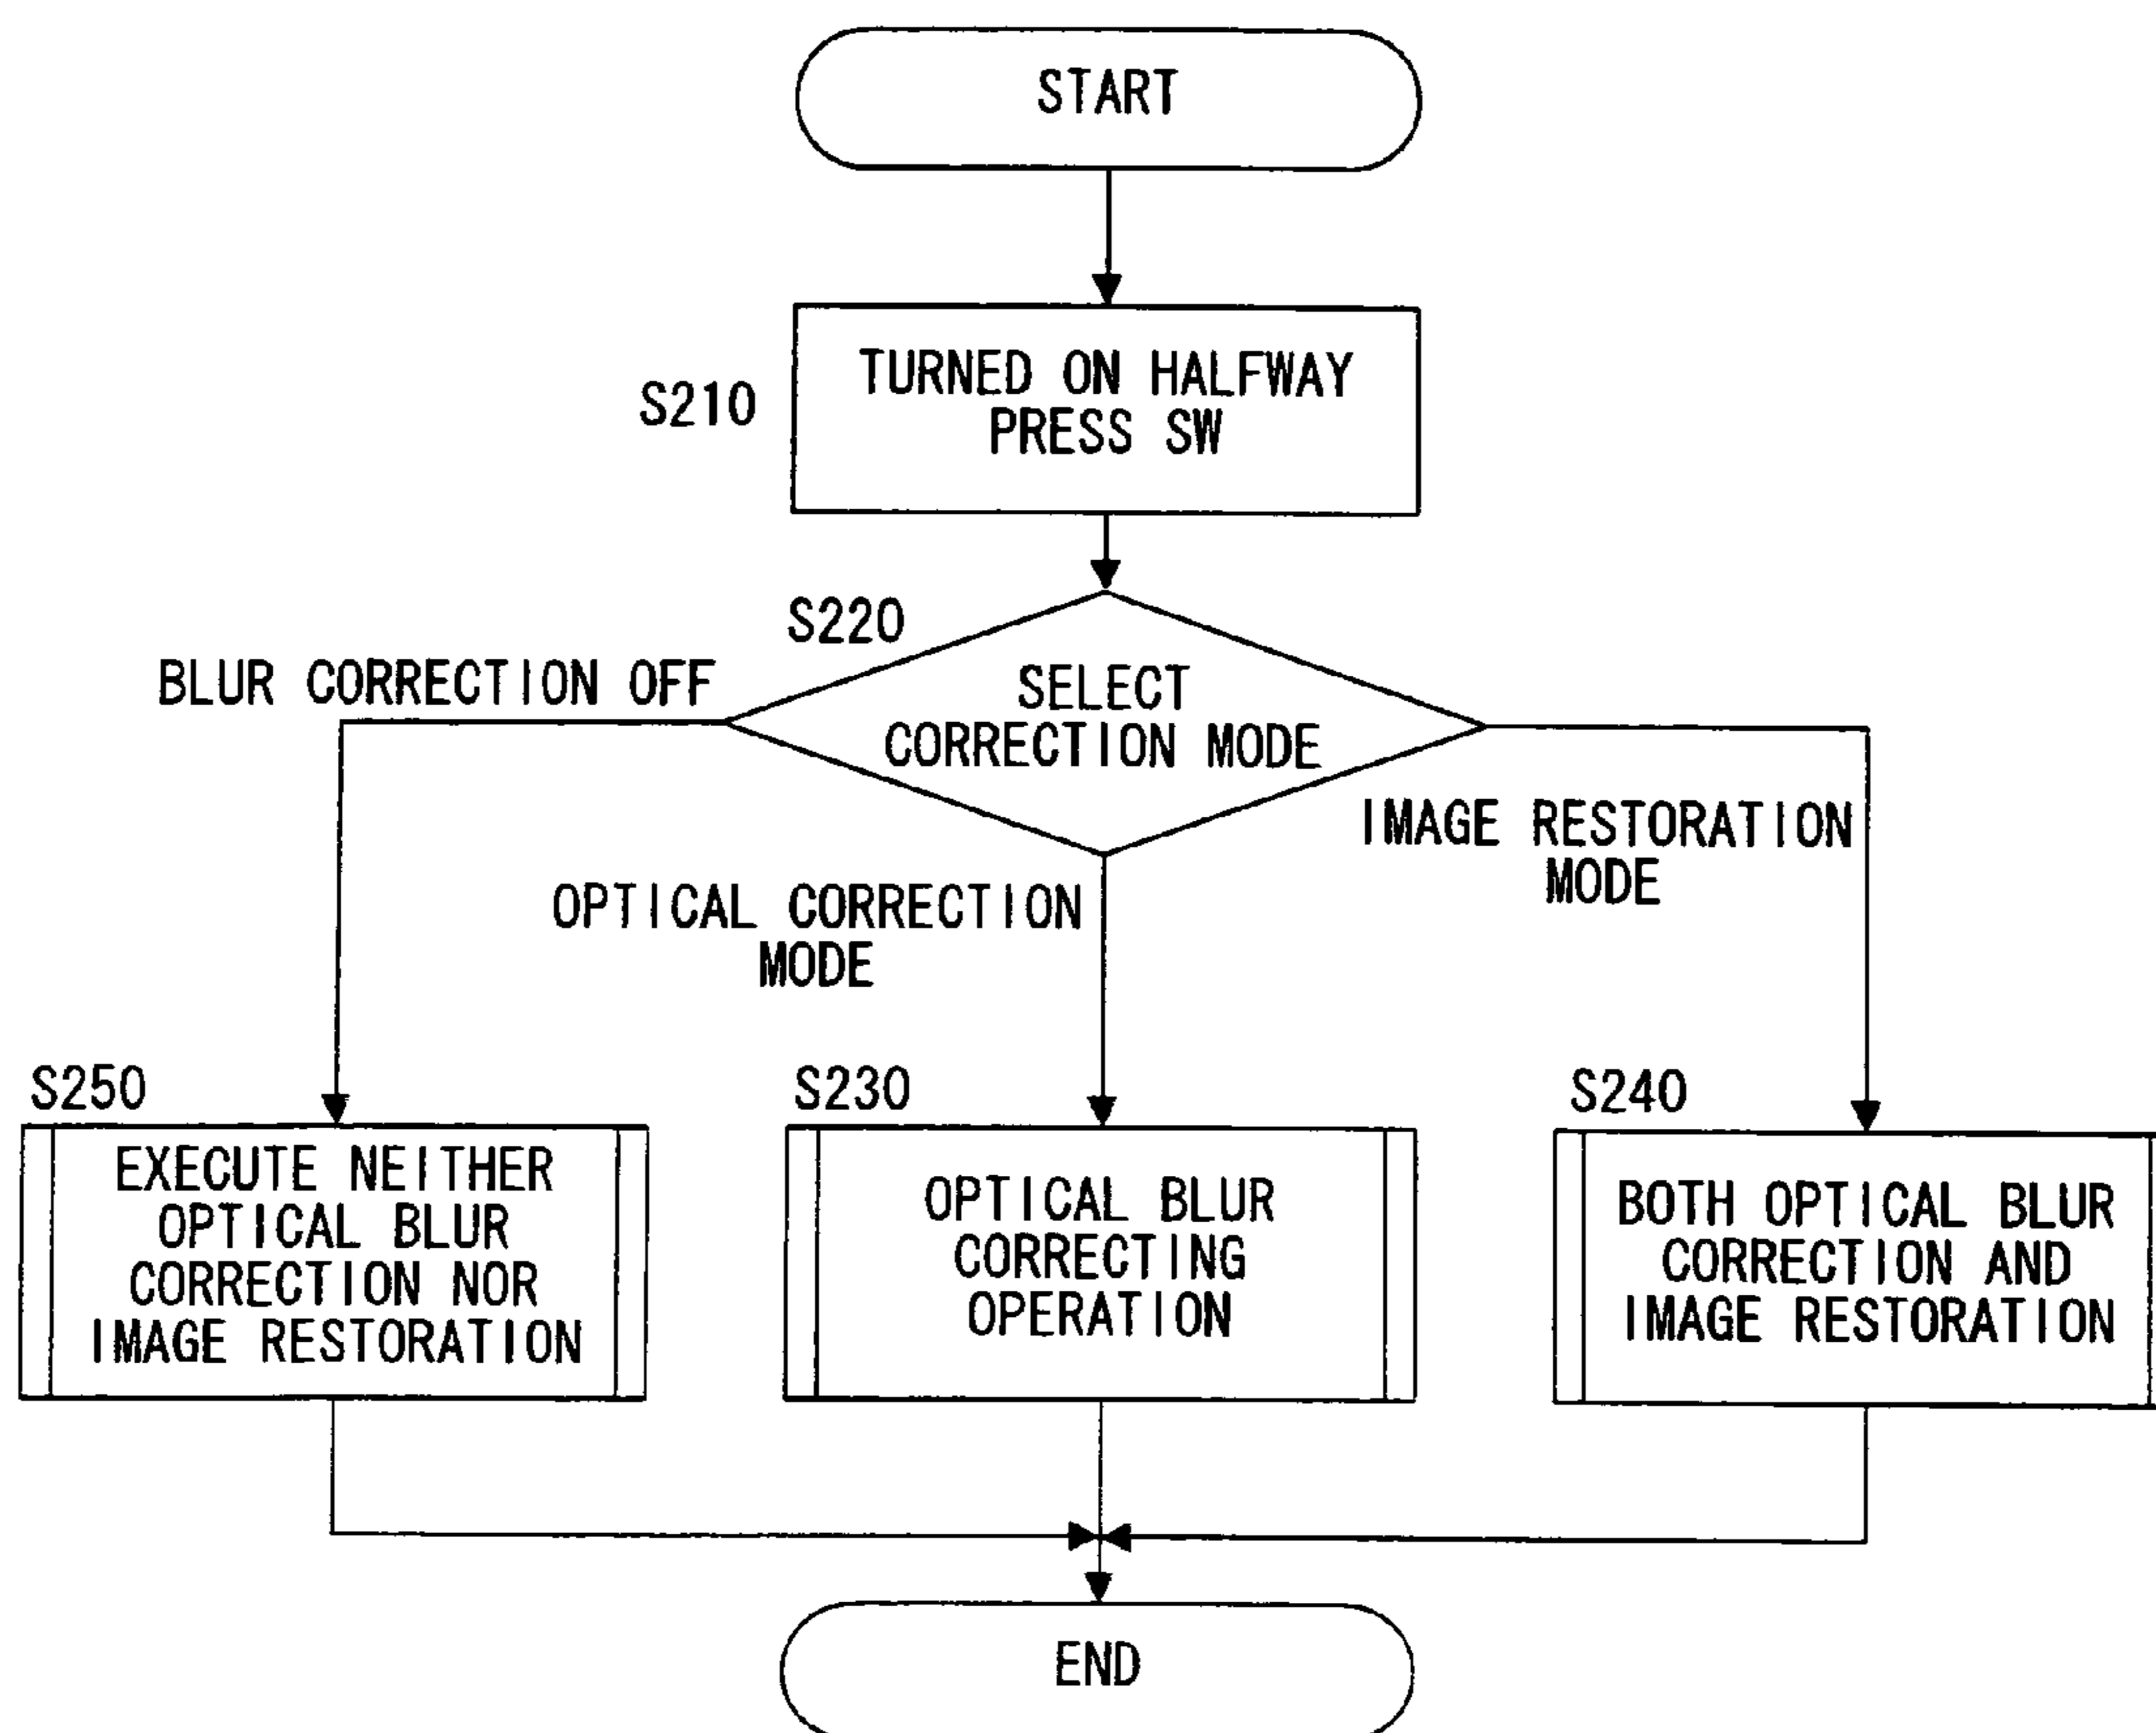 START
S210
TURNED ON HALFWAY
PRESS SW
S220
SELECT
CORRECTION MODE
BLUR CORRECTION OFF
OPTICAL CORRECTION
MODE
IMAGE RESTORATION
MODE
S250
EXECUTE NEITHER
OPTICAL BLUR
CORRECTION NOR
IMAGE RESTORATION
S230
OPTICAL BLUR
CORRECTING
OPERATION
S240
BOTH OPTICAL BLUR
CORRECTION AND
IMAGE RESTORATION
END